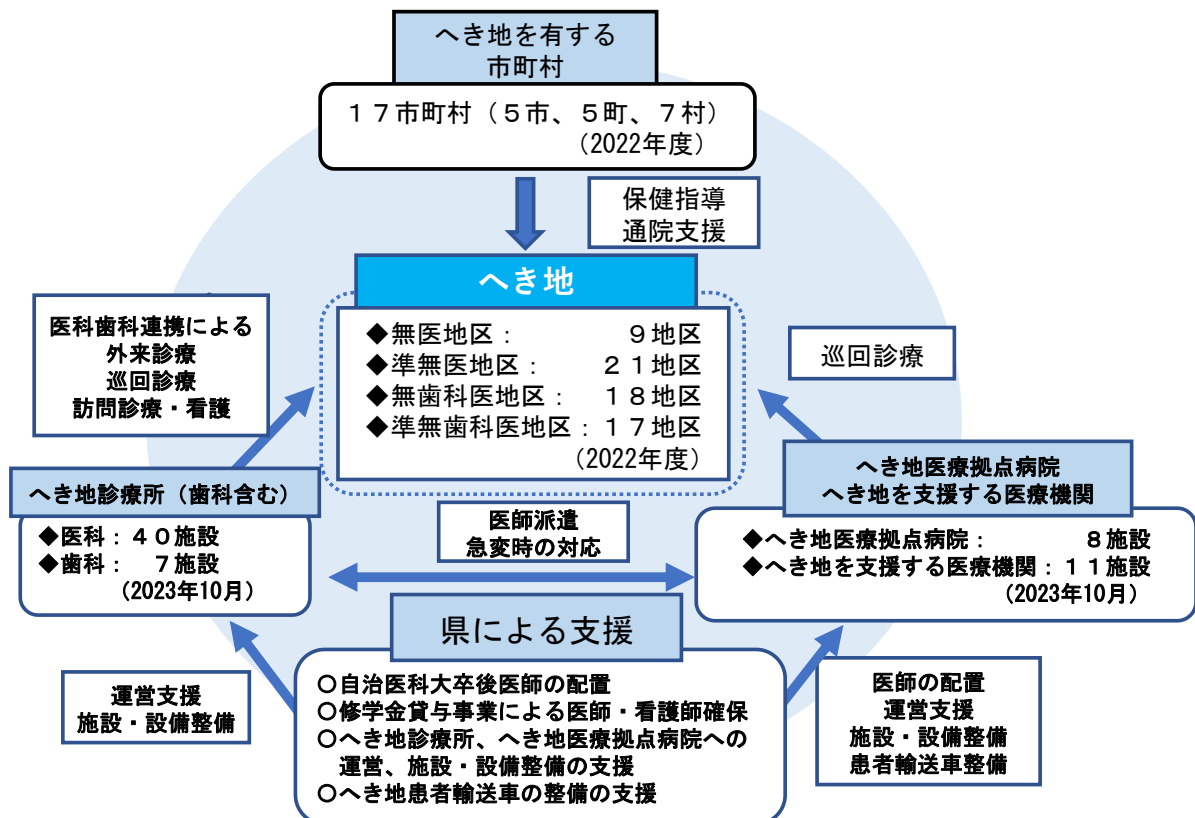 へき地を有する
市町村
１７市町村（５市、５町、７村）
（2022年度）
保健指導
通院支援
へき地
◆無医地区： ９地区
◆準無医地区： ２１地区
◆無歯科医地区： １８地区
◆準無歯科医地区：１７地区
（2022年度）
医科歯科連携による
外来診療
巡回診療
訪問診療・看護
巡回診療
へき地診療所（歯科含む）
◆医科：４０施設
◆歯科： ７施設
（2023年10月）
医師派遣
急変時の対応
へき地医療拠点病院
へき地を支援する医療機関
◆へき地医療拠点病院： ８施設
◆へき地を支援する医療機関：１１施設
（2023年10月）
県による支援
○自治医科大卒後医師の配置
○修学金貸与事業による医師・看護師確保
○へき地診療所、へき地医療拠点病院への
運営、施設・設備整備の支援
○へき地患者輸送車の整備の支援
運営支援
施設・設備整備
医師の配置
運営支援
施設・設備整備
患者輸送車整備